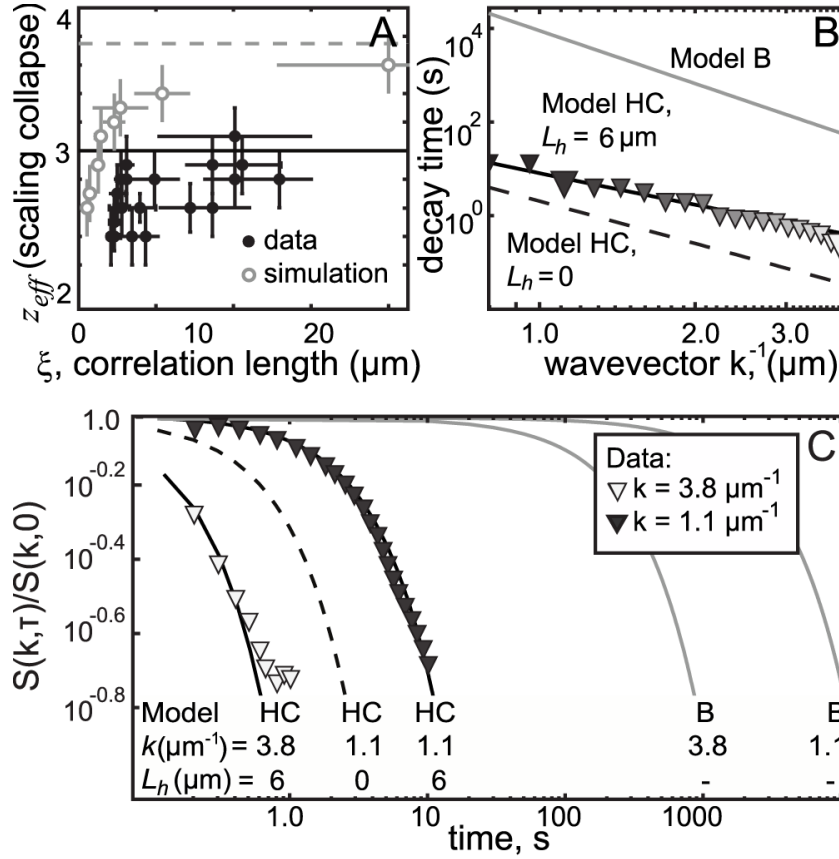 4
3
2
z_eff (scaling collapse)
A
data
simulation
0
10
20
ξ, correlation length (μm)
B
10^4
10^2
10^0
decay time (s)
Model B
Model HC,
L_h = 6 μm
Model HC,
L_h = 0
1.0
2.0
3.0
wavevector k,^-1(μm)
C
1.0
10^-0.2
10^-0.4
10^-0.6
10^-0.8
S(k,τ)/S(k,0)
Data:
k = 3.8 μm^-1
k = 1.1 μm^-1
Model HC HC HC B B
k(μm^-1) = 3.8 1.1 1.1 3.8 1.1
L_h (μm) = 6 0 6 - -
1.0 10 100 1000
time, s